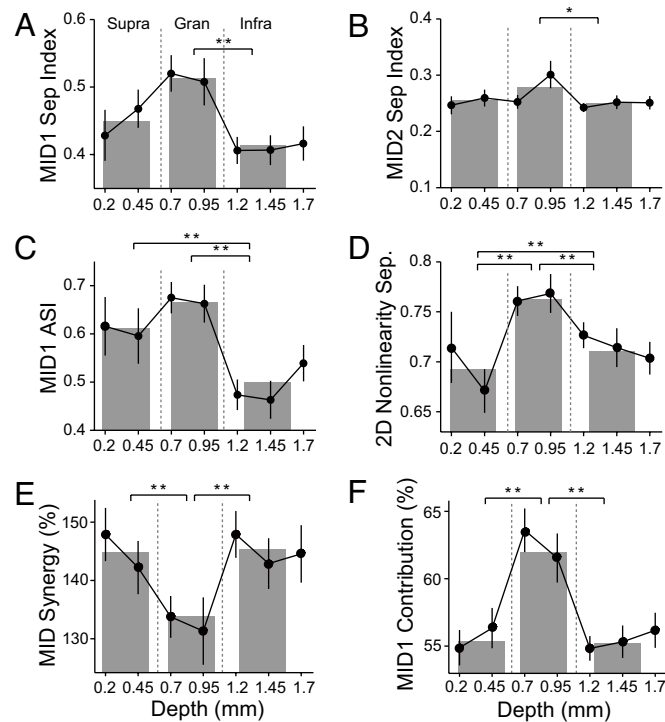 A
Supra Gran Infra
**
MID1 Sep Index
0.5
0.4
0.2 0.45 0.7 0.95 1.2 1.45 1.7
B
*
MID2 Sep Index
0.4
0.3
0.2
0.1
0.2 0.45 0.7 0.95 1.2 1.45 1.7
C
**
**
MID1 ASI
0.7
0.6
0.5
0.4
0.2 0.45 0.7 0.95 1.2 1.45 1.7
D
**
** **
2D Nonlinearity Sep.
0.8
0.75
0.7
0.65
0.2 0.45 0.7 0.95 1.2 1.45 1.7
E
** **
MID Synergy (%)
150
140
130
0.2 0.45 0.7 0.95 1.2 1.45 1.7
Depth (mm)
F
** **
MID1 Contribution (%)
65
60
55
0.2 0.45 0.7 0.95 1.2 1.45 1.7
Depth (mm)